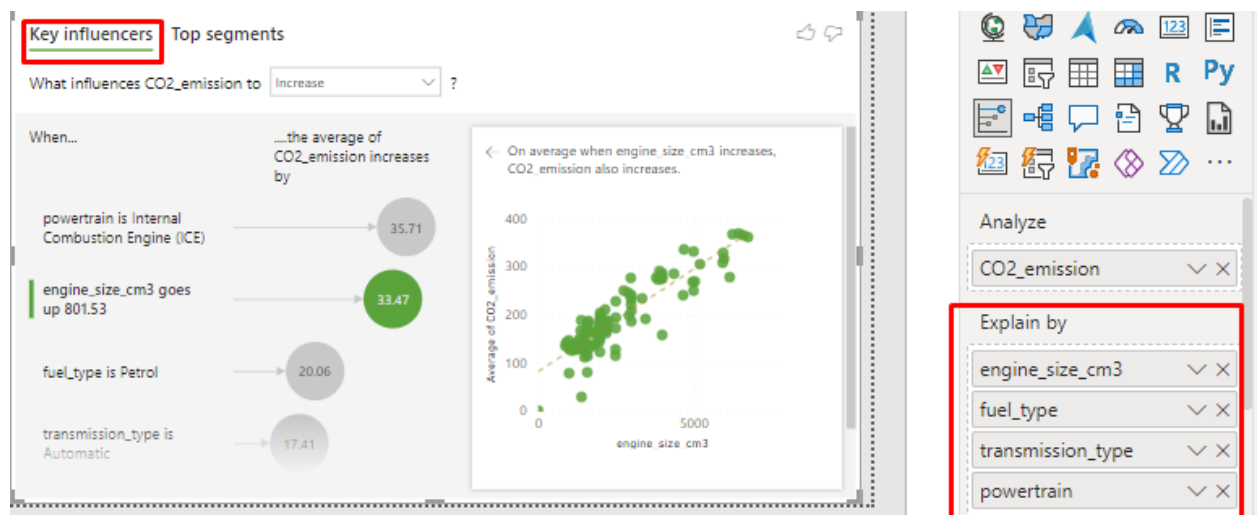 Key influencers Top segments
What influences CO2_emission to Increase ?
When...
....the average of
CO2_emission increases
by
powertrain is Internal
Combustion Engine (ICE)
35.71
engine_size_cm3 goes
up 801.53
33.47
fuel_type is Petrol
20.06
transmission_type is
Automatic
17.41
On average when engine_size_cm3 increases,
CO2_emission also increases.
Average of CO2_emission
400
300
200
100
0
0 5000
engine_size_cm3
123
R Py
123
Analyze
CO2_emission
Explain by
engine_size_cm3
fuel_type
transmission_type
powertrain